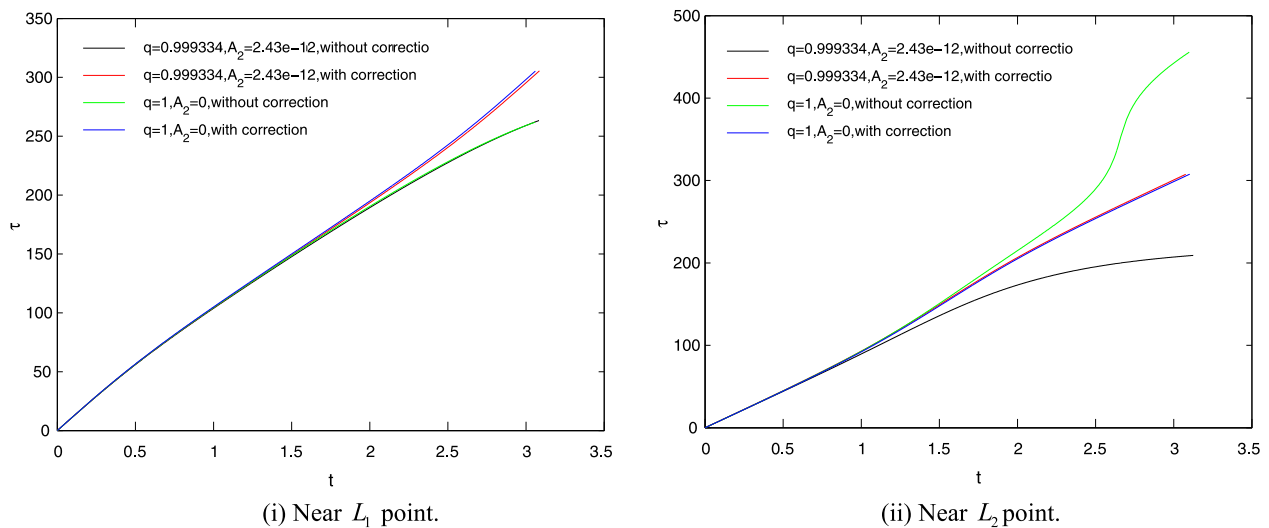 350
300
250
200
150
100
50
0
τ
q=0.999334,A2=2.43e−12,without correctio
q=0.999334,A2=2.43e−12,with correction
q=1,A2=0,without correction
q=1,A2=0,with correction
0 0.5 1 1.5 2 2.5 3 3.5
t
(i) Near L1 point.
500
400
300
200
100
0
τ
q=0.999334,A2=2.43e−12,without correctio
q=0.999334,A2=2.43e−12,with correctio
q=1,A2=0,without correction
q=1,A2=0,with correction
0 0.5 1 1.5 2 2.5 3 3.5
t
(ii) Near L2 point.